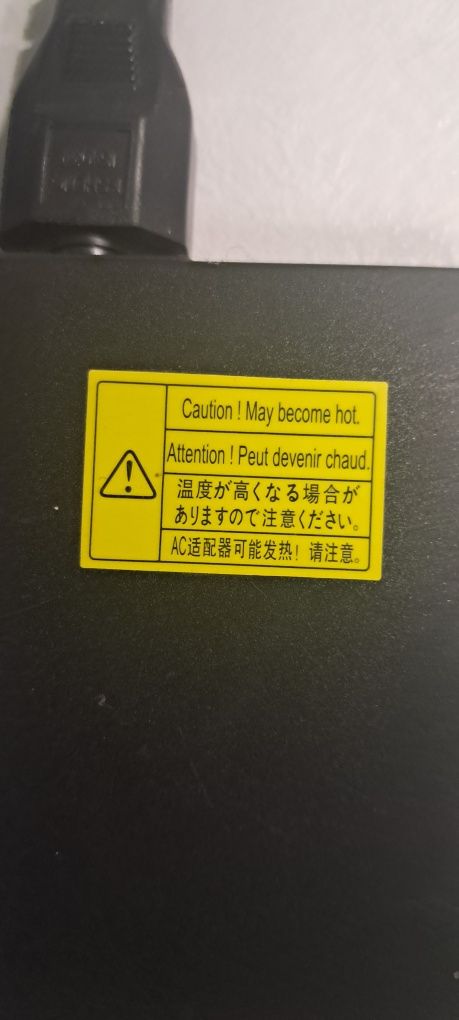 Caution ! May become hot.
Attention ! Peut devenir chaud.
温度が高くなる場合が
ありますので注意ください。
AC适配器可能发热! 请注意。